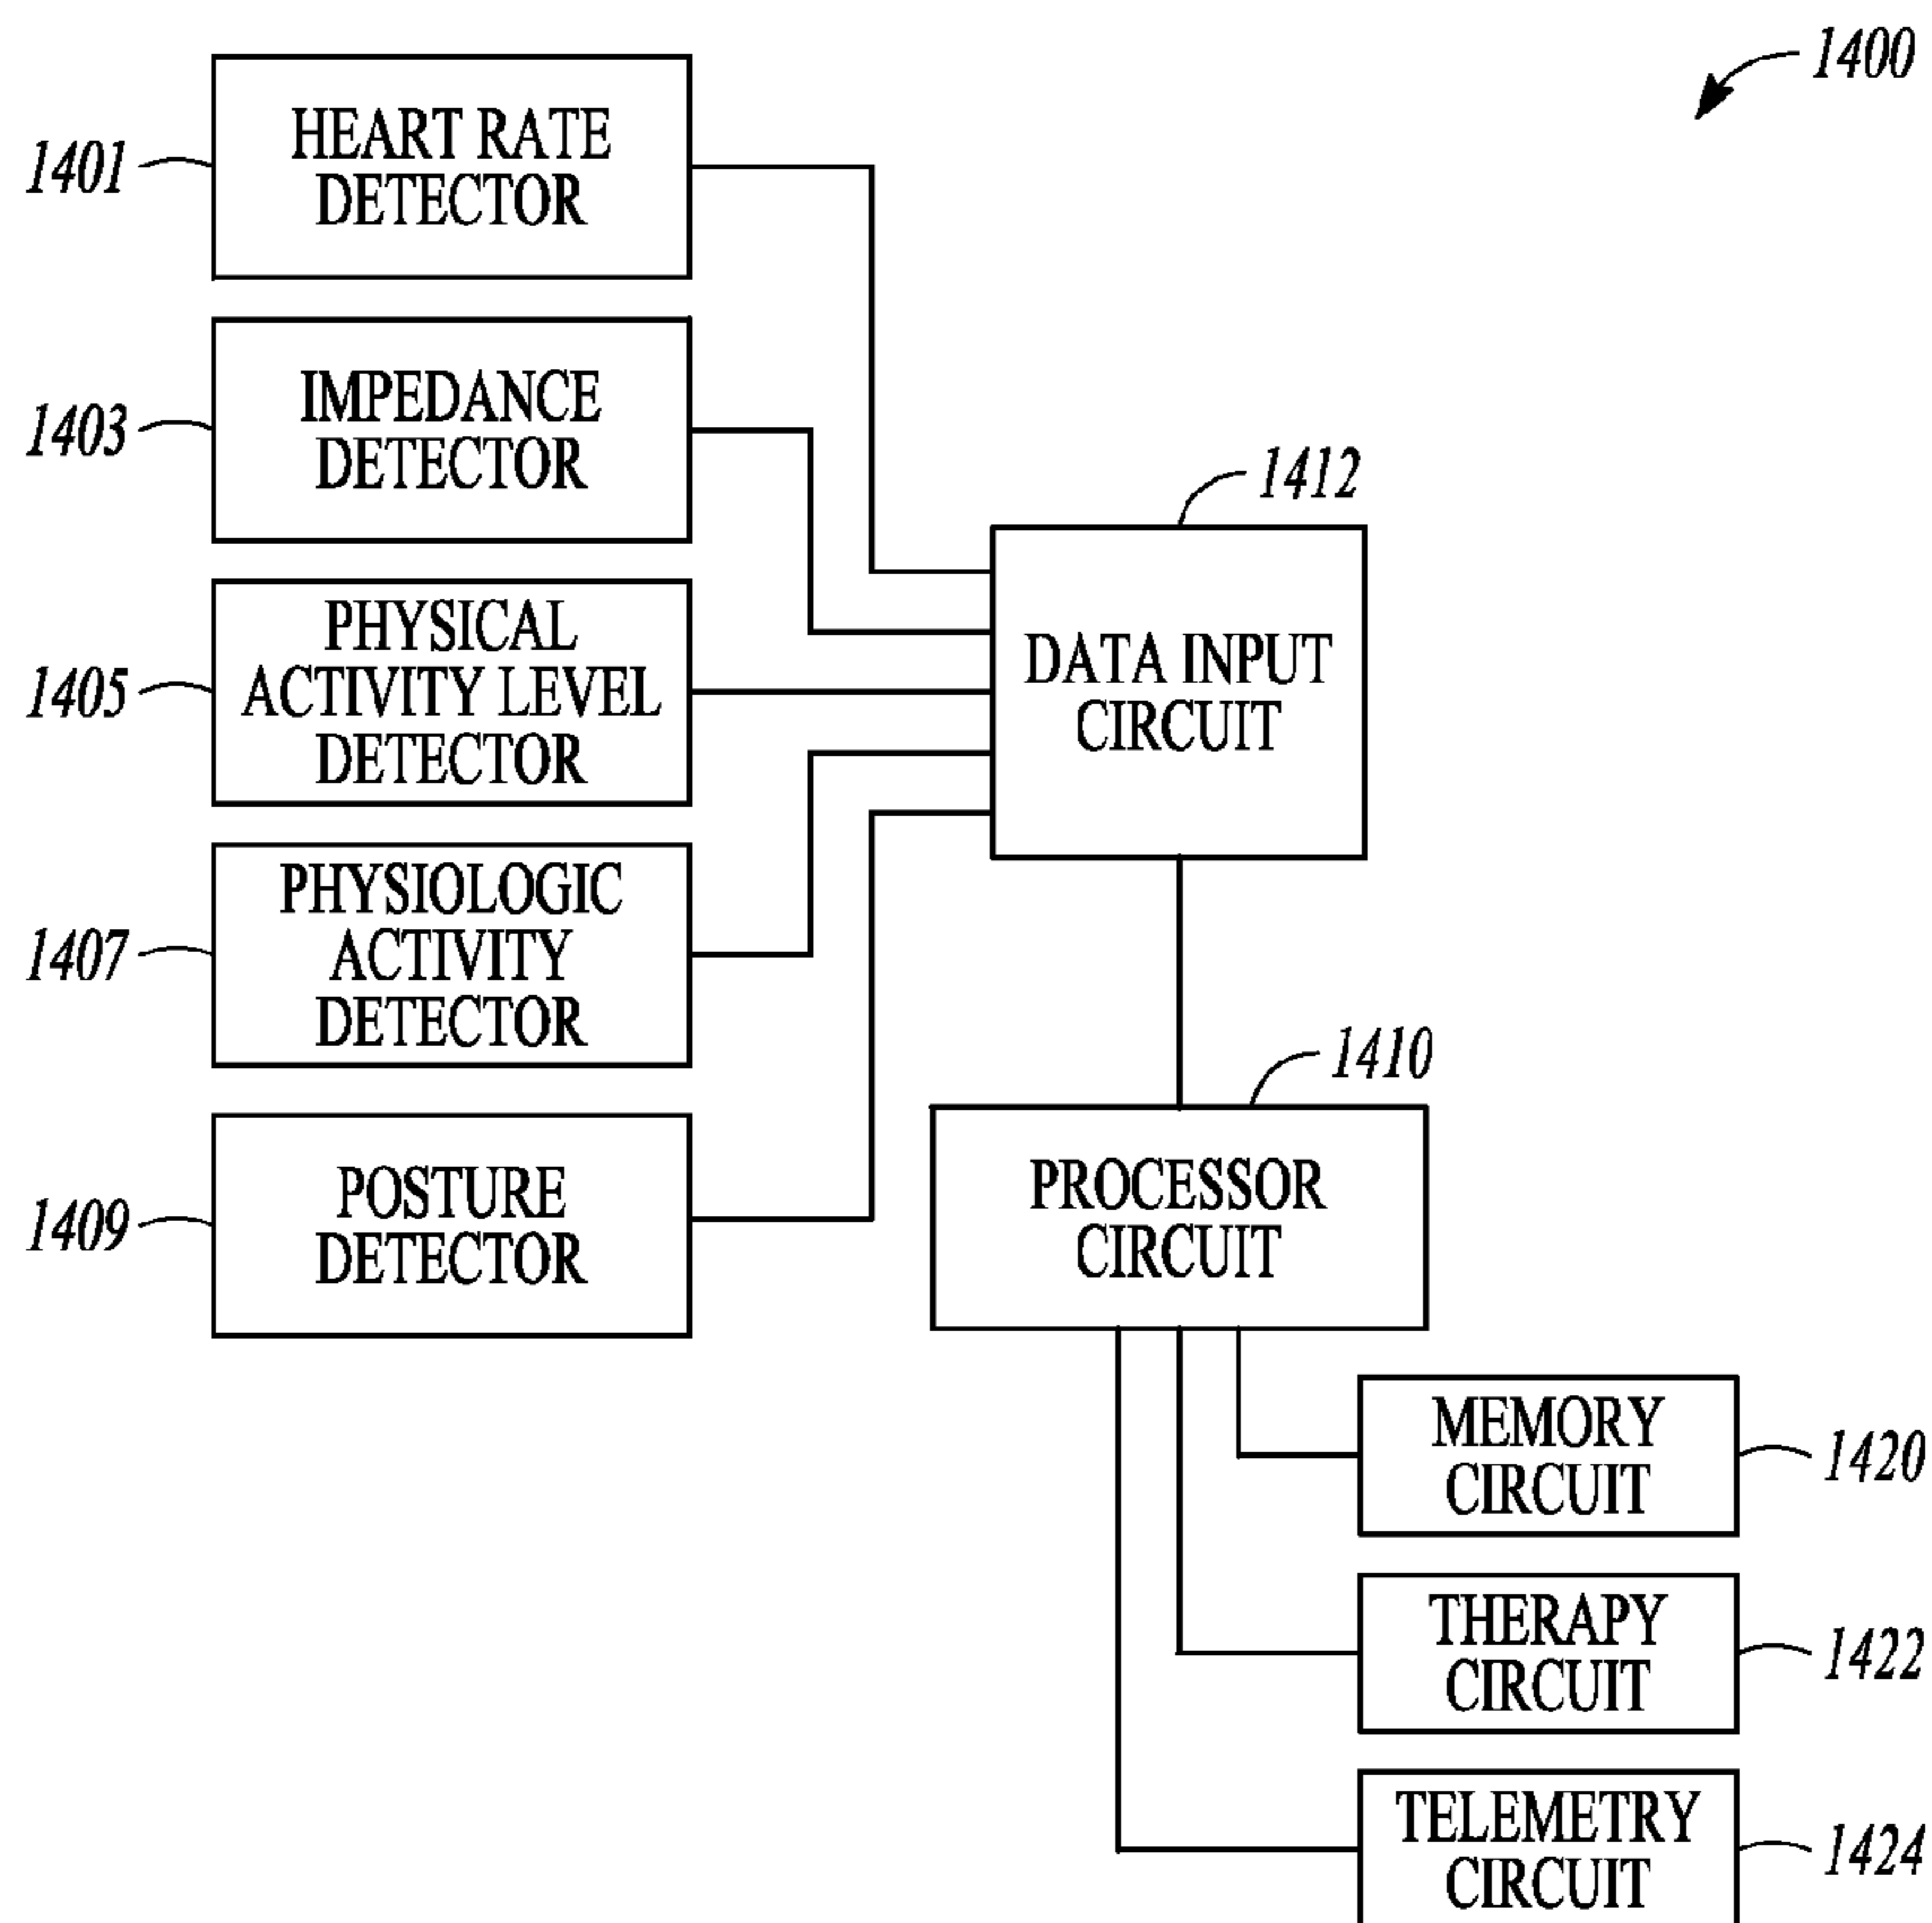 1400
HEART RATE
DETECTOR
1401
IMPEDANCE
DETECTOR
1403
PHYSICAL
ACTIVITY LEVEL
DETECTOR
1405
PHYSIOLOGIC
ACTIVITY
DETECTOR
1407
POSTURE
DETECTOR
1409
1412
DATA INPUT
CIRCUIT
1410
PROCESSOR
CIRCUIT
MEMORY
CIRCUIT
1420
THERAPY
CIRCUIT
1422
TELEMETRY
CIRCUIT
1424